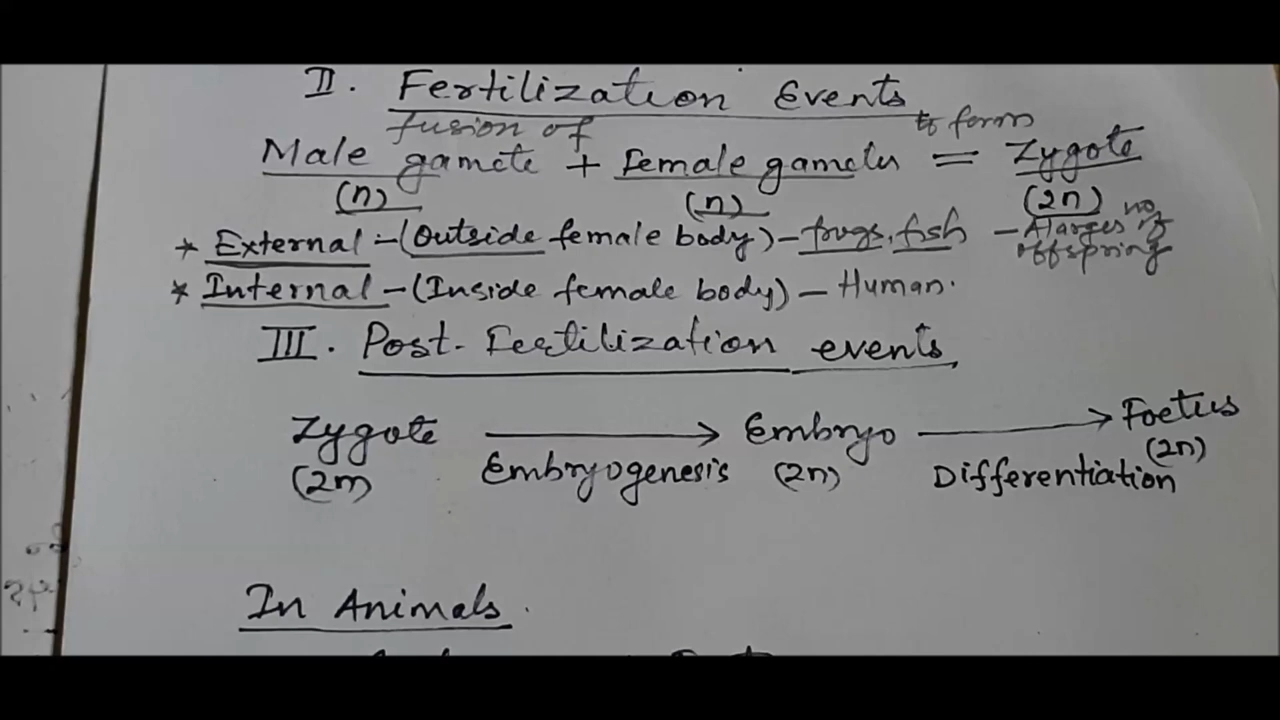 II. Fertilization Events
fusion of to form
Male gamete + Female gametes = Zygote
(n) (n) (2n)
* External - (Outside female body) - frogs, fish - A large no of
offspring
* Internal - (Inside female body) - Human.
III. Post-Fertilization events
Zygote Embryo Foetus
(2n) Embryogenesis (2n) Differentiation (2n)
In Animals